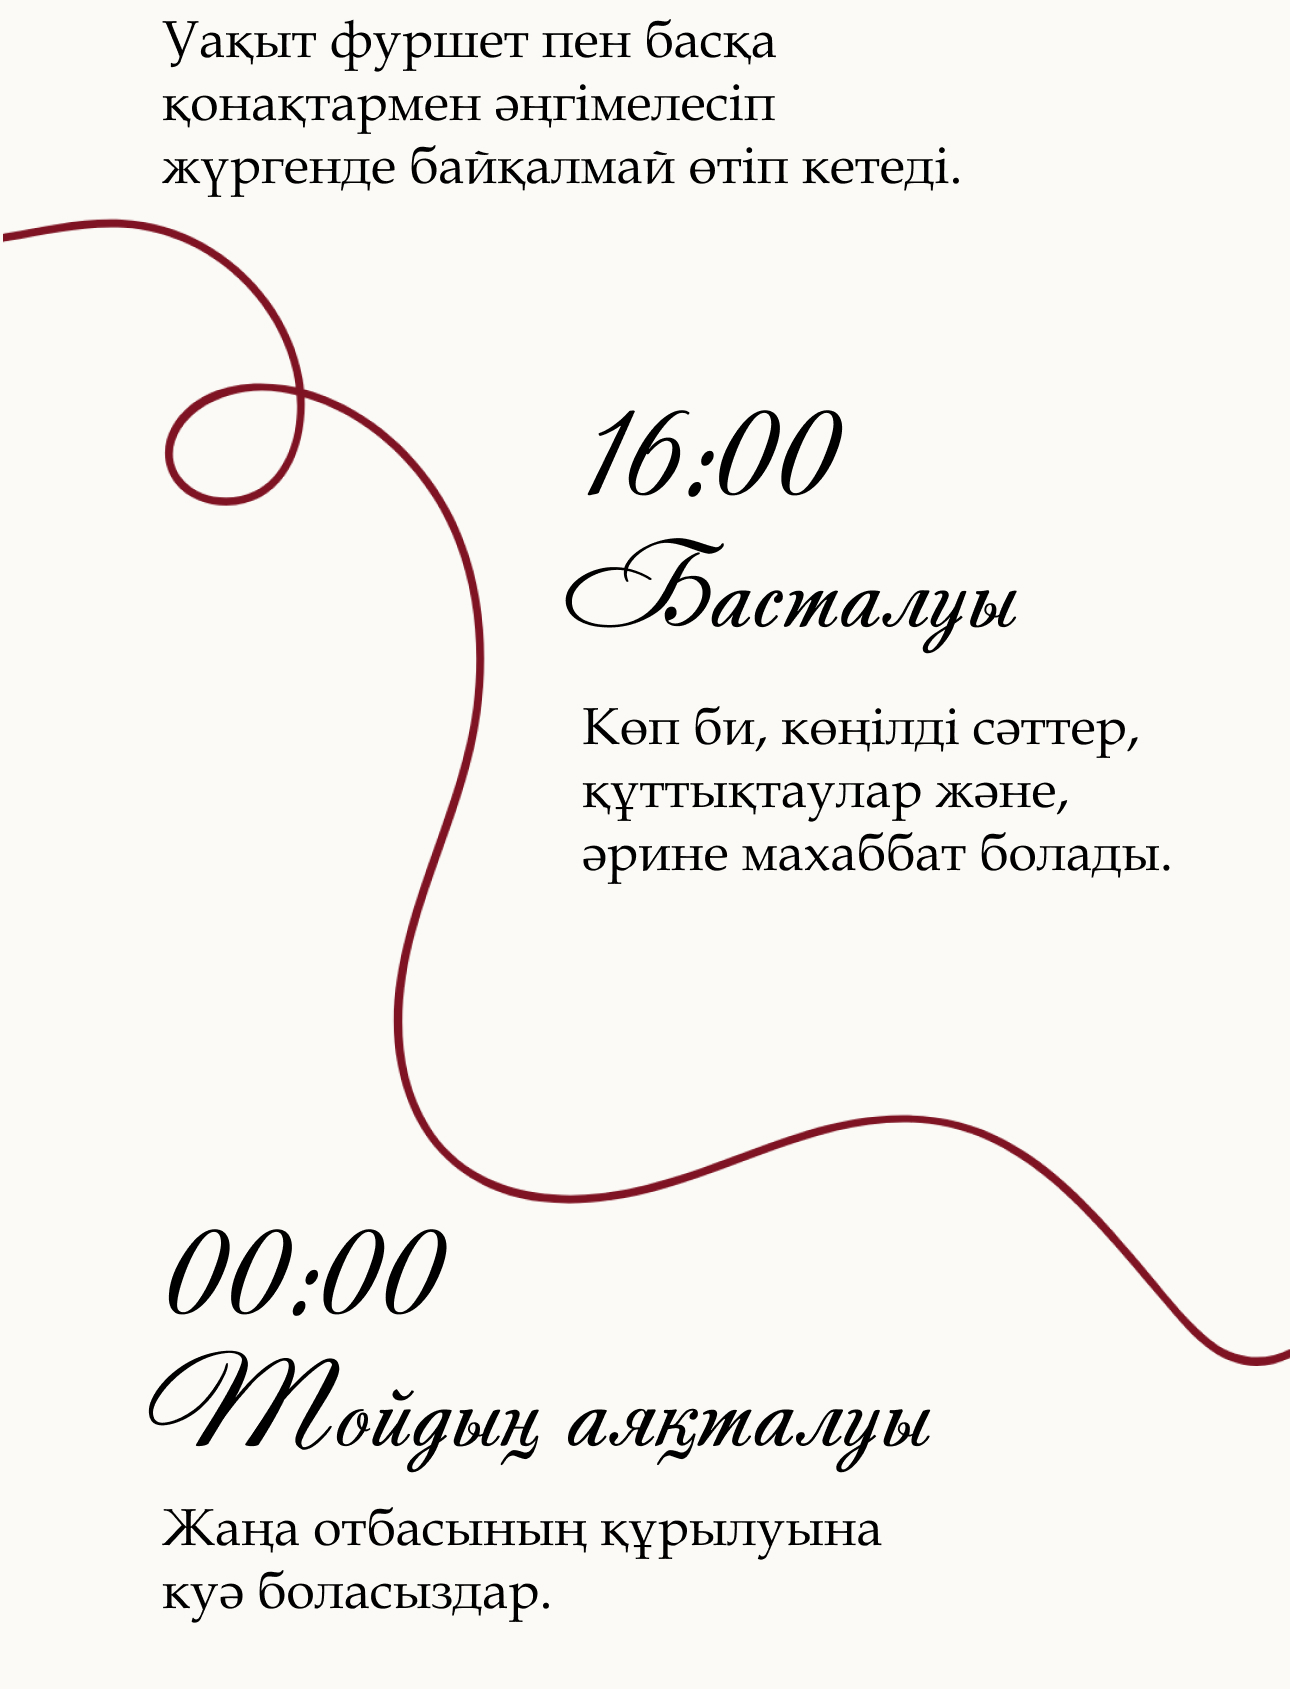 Уақыт фуршет пен басқа
қонақтармен әңгімелесіп
жүргенде байқалмай өтіп кетеді.
16:00
Басталуы
Көп би, көңілді сәттер,
құттықтаулар және,
әрине махаббат болады.
00:00
Тойдың аяқталуы
Жаңа отбасының құрылуына
куә боласыздар.